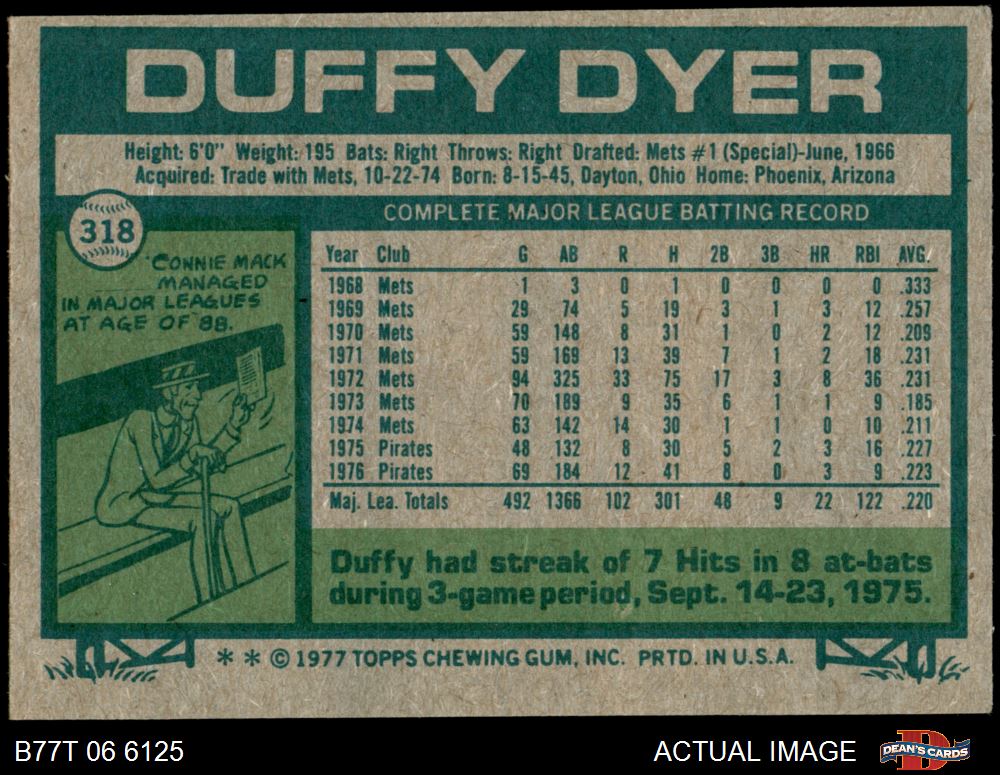 DUFFY DYER
Height: 6'0" Weight: 195 Bats: Right Throws: Right Drafted: Mets #1 (Special)-June, 1966
Acquired: Trade with Mets, 10-22-74 Born: 8-15-45, Dayton, Ohio Home: Phoenix, Arizona
318
CONNIE MACK
MANAGED
IN MAJOR LEAGUES
AT AGE OF 88.
COMPLETE MAJOR LEAGUE BATTING RECORD
Year Club G AB R H 2B 3B HR RBI AVG.
1968 Mets 1 3 0 1 0 0 0 0 .333
1969 Mets 29 74 5 19 3 1 3 12 .257
1970 Mets 59 148 8 31 1 0 2 12 .209
1971 Mets 59 169 13 39 7 1 2 18 .231
1972 Mets 94 325 33 75 17 3 8 36 .231
1973 Mets 70 189 9 35 6 1 1 9 .185
1974 Mets 63 142 14 30 1 1 0 10 .211
1975 Pirates 48 132 8 30 5 2 3 16 .227
1976 Pirates 69 184 12 41 8 0 3 9 .223
Maj. Lea. Totals 492 1366 102 301 48 9 22 122 .220
Duffy had streak of 7 Hits in 8 at-bats
during 3-game period, Sept. 14-23, 1975.
* * © 1977 TOPPS CHEWING GUM, INC. PRTD. IN U.S.A.
B77T 06 6125
ACTUAL IMAGE
D
DEAN'S CARDS